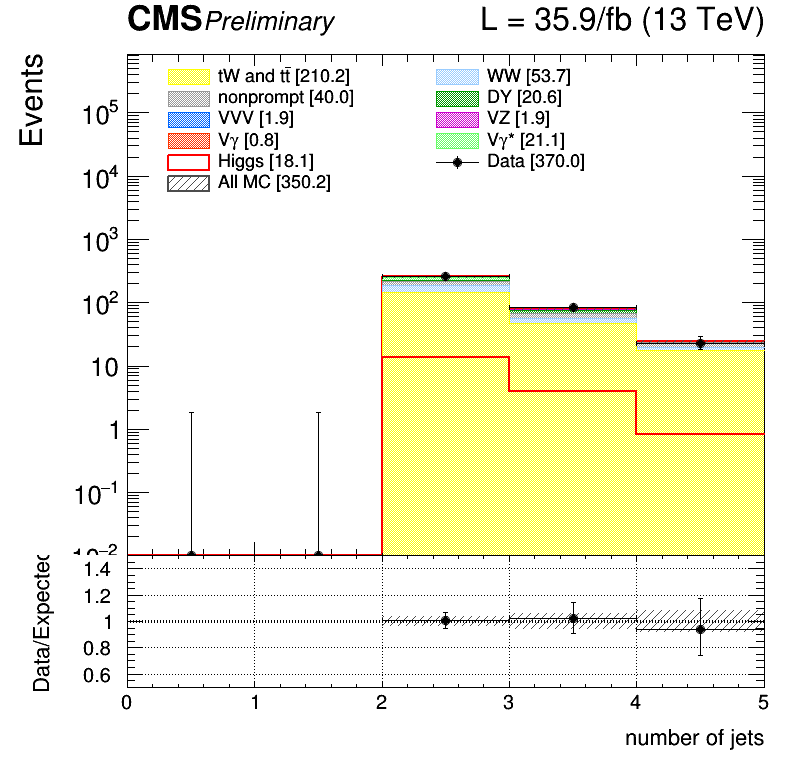 CMS Preliminary L = 35.9/fb (13 TeV)
Events
tW and tt̄ [210.2] WW [53.7]
nonprompt [40.0] DY [20.6]
VVV [1.9] VZ [1.9]
Vγ [0.8] Vγ* [21.1]
Higgs [18.1] Data [370.0]
All MC [350.2]
10⁵
10⁴
10³
10²
10
1
10⁻¹
10⁻²
Data/Expected
1.4
1.2
1
0.8
0.6
0 1 2 3 4 5
number of jets